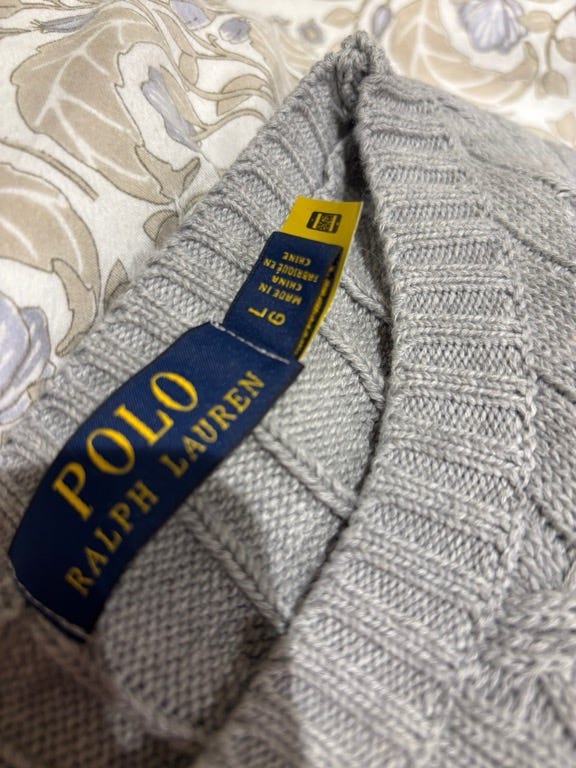 POLO
RALPH LAUREN
L G
MADE IN
CHINA
FABRIQUÉ EN
CHINE